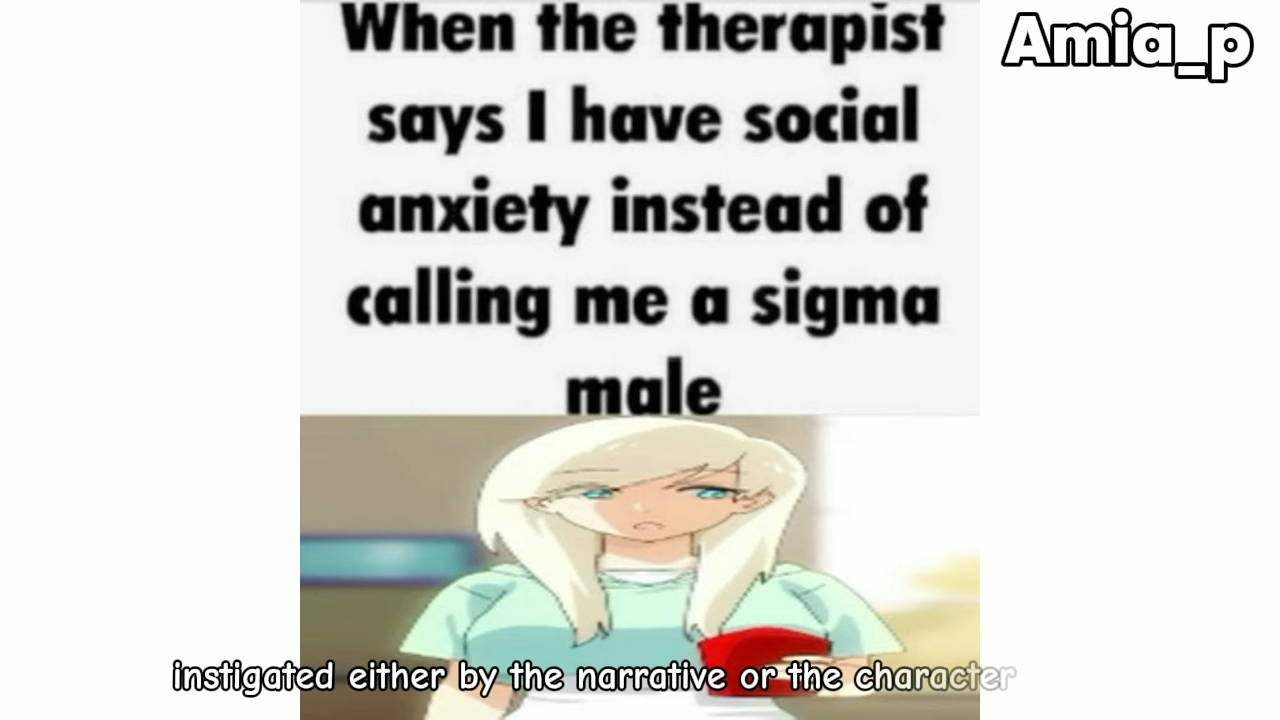 When the therapist
Amia_p
says I have social
anxiety instead of
calling me a sigma
male
instigated either by the narrative or the character